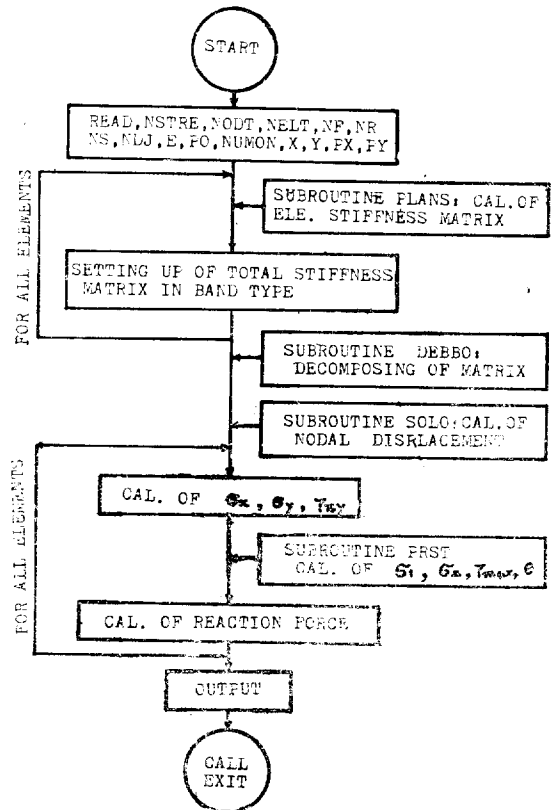 START
READ,NSTRE,NODT,NELT,NF,NR
NS,NDJ,E,PO,NUMON,X,Y,PX,PY
FOR ALL ELEMENTS
SUBROUTINE PLANS: CAL.OF
ELE. STIFFNESS MATRIX
SETTING UP OF TOTAL STIFFNESS
MATRIX IN BAND TYPE
SUBROUTINE DEBBO:
DECOMPOSING OF MATRIX
SUBROUTINE SOLO:CAL.OF
NODAL DISPLACEMENT
FOR ALL ELEMENTS
CAL. OF σx, σy, τxy
SUBROUTINE PRST
CAL. OF σ1, σ2, τmax, θ
CAL. OF REACTION FORCE
OUTPUT
CALL
EXIT